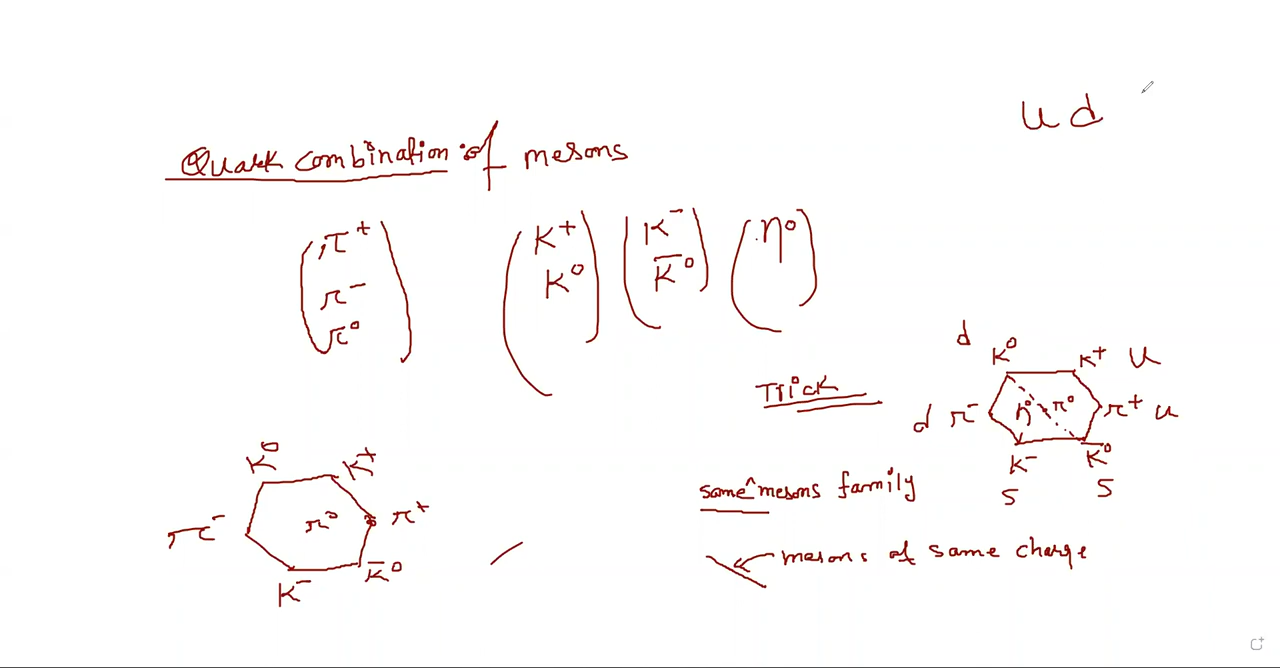 u d
Quark combination of mesons
π⁺ K⁺ K⁻ η⁰
π⁻ K⁰ K̅⁰
π⁰
d K⁰ K⁺ u
Trick
d π⁻ η⁰ π⁰ π⁺ u
K⁻ K̅⁰
s s
K⁰ K⁺
same mesons family
π⁻ π⁰ π⁺
mesons of same charge
K⁻ K̅⁰